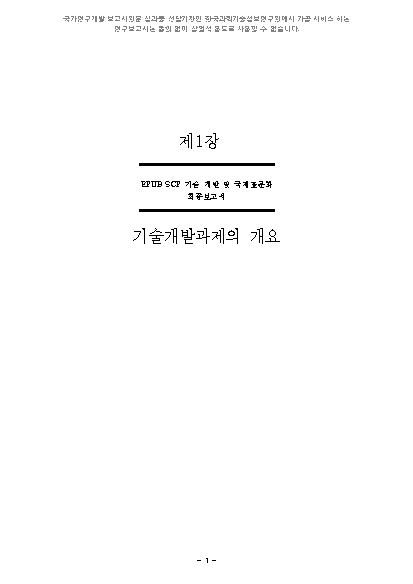 국가연구개발 보고서원문 성과물 전담기관인 한국과학기술정보연구원에서 가공·서비스 하는
연구보고서는 동의 없이 상업적 용도로 사용할 수 없습니다.
제1장
EPUB SCP 기술 개발 및 국제표준화
최종보고서
기술개발과제의 개요
- 1 -